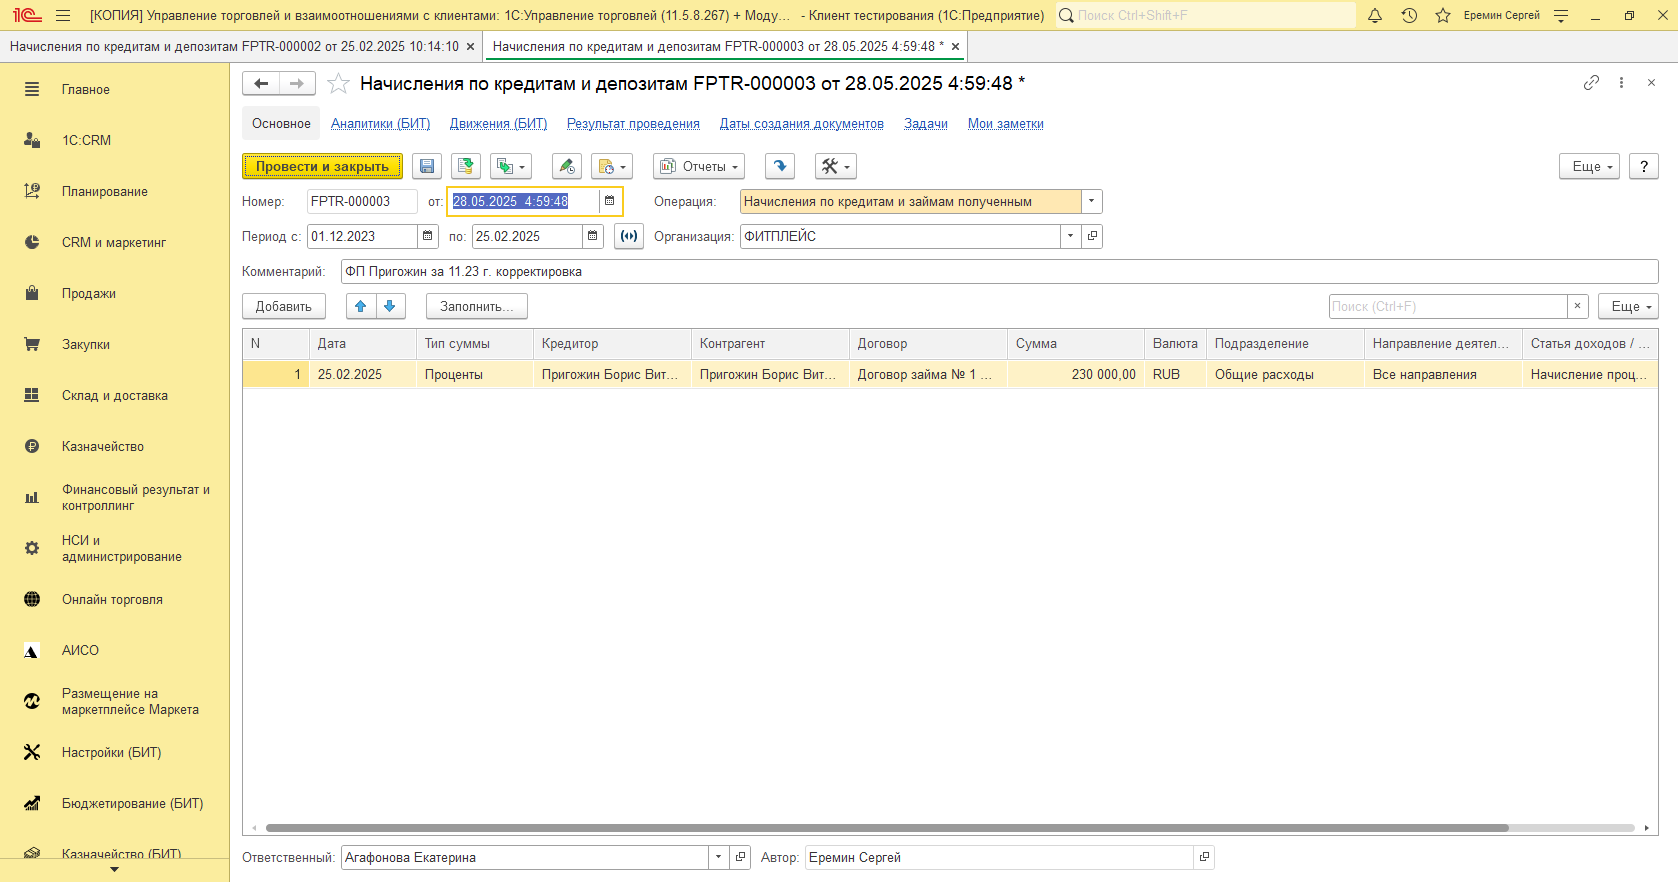 [КОПИЯ] Управление торговлей и взаимоотношениями с клиентами: 1С:Управление торговлей (11.5.8.267) + Моду... - Клиент тестирования (1С:Предприятие)
Поиск Ctrl+Shift+F
Еремин Сергей
Начисления по кредитам и депозитам FPTR-000002 от 25.02.2025 10:14:10
Начисления по кредитам и депозитам FPTR-000003 от 28.05.2025 4:59:48 *
Главное
1С:CRM
Планирование
CRM и маркетинг
Продажи
Закупки
Склад и доставка
Казначейство
Финансовый результат и
контроллинг
НСИ и
администрирование
Онлайн торговля
АИСО
Размещение на
маркетплейсе Маркета
Настройки (БИТ)
Бюджетирование (БИТ)
Казначейство (БИТ)
Начисления по кредитам и депозитам FPTR-000003 от 28.05.2025 4:59:48 *
Основное Аналитики (БИТ) Движения (БИТ) Результат проведения Даты создания документов Задачи Мои заметки
Провести и закрыть Отчеты Еще ?
Номер: FPTR-000003 от: 28.05.2025 4:59:48 Операция: Начисления по кредитам и займам полученным
Период с: 01.12.2023 по: 25.02.2025 Организация: ФИТПЛЕЙС
Комментарий: ФП Пригожин за 11.23 г. корректировка
Добавить Заполнить... Поиск (Ctrl+F) × Еще
N Дата Тип суммы Кредитор Контрагент Договор Сумма Валюта Подразделение Направление деятел... Статья доходов / ...
1 25.02.2025 Проценты Пригожин Борис Вит... Пригожин Борис Вит... Договор займа № 1 ... 230 000,00 RUB Общие расходы Все направления Начисление проц...
Ответственный: Агафонова Екатерина Автор: Еремин Сергей